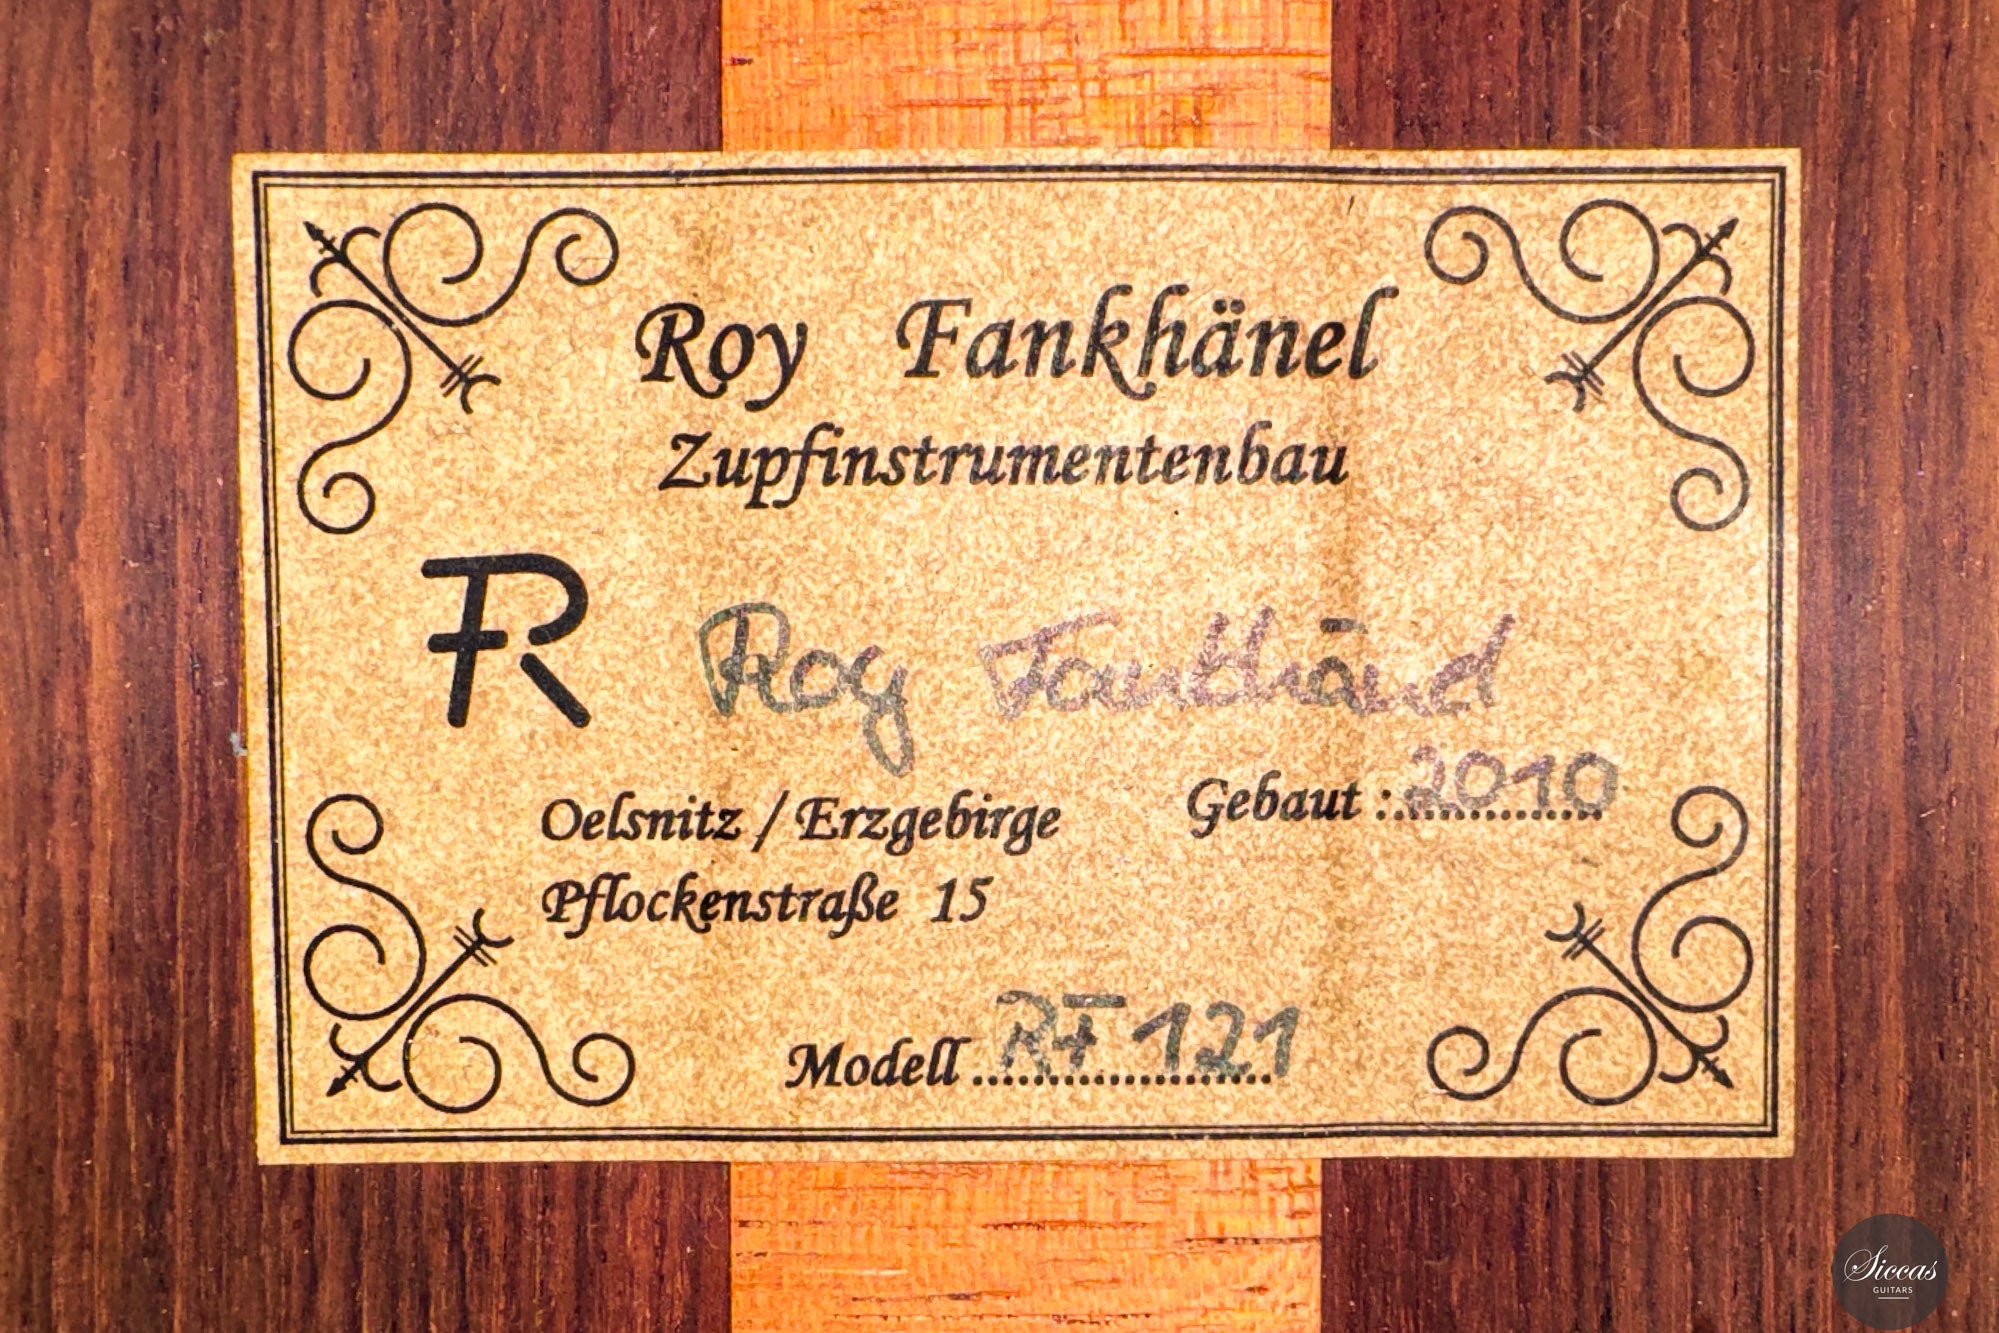 Roy Fankhänel
Zupfinstrumentenbau
FR Roy Fankhänel
Oelsnitz / Erzgebirge
Gebaut : 2010
Pflockenstraße 15
Modell RF 121
Siccas
GUITARS